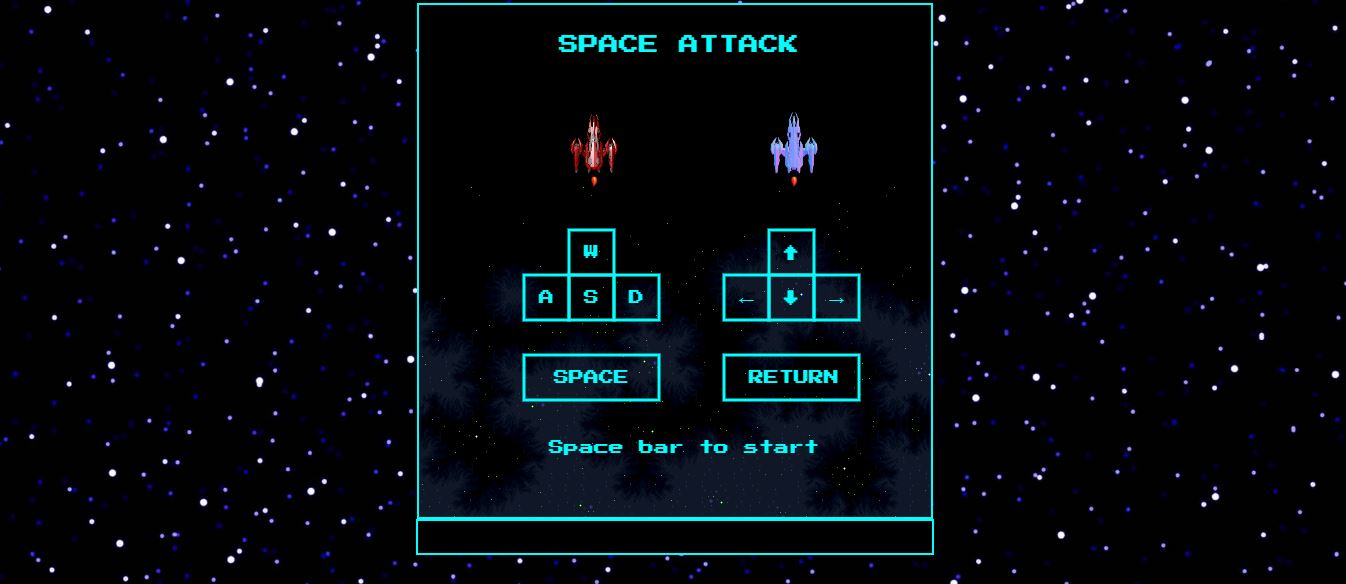 SPACE ATTACK
W ↑
A S D ← ↓ →
SPACE RETURN
Space bar to start